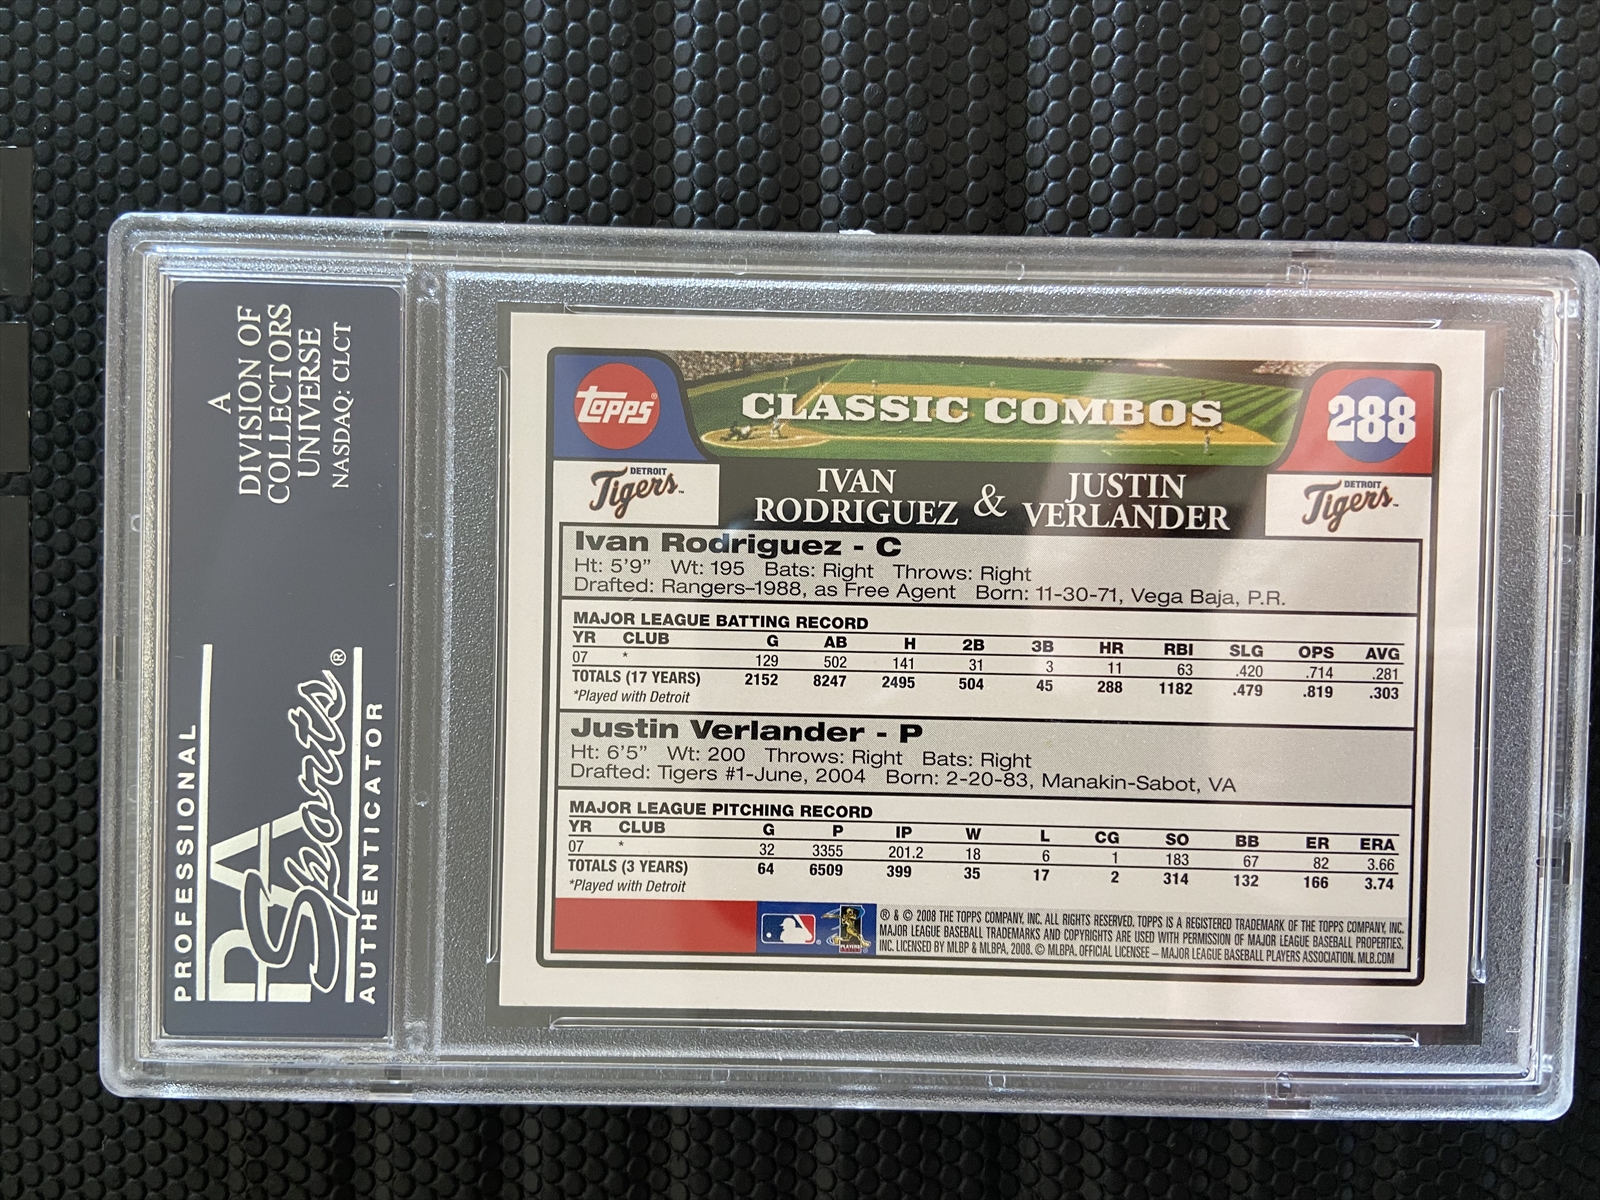 A
DIVISION OF
COLLECTORS
UNIVERSE
NASDAQ: CLCT
PROFESSIONAL
PSA
Sports®
AUTHENTICATOR
TOPPS®
CLASSIC COMBOS
288
DETROIT
Tigers™
IVAN
RODRIGUEZ
&
JUSTIN
VERLANDER
DETROIT
Tigers™
Ivan Rodriguez - C
Ht: 5'9" Wt: 195 Bats: Right Throws: Right
Drafted: Rangers-1988, as Free Agent Born: 11-30-71, Vega Baja, P.R.
MAJOR LEAGUE BATTING RECORD
YR CLUB G AB H 2B 3B HR RBI SLG OPS AVG
07 * 129 502 141 31 3 11 63 .420 .714 .281
TOTALS (17 YEARS) 2152 8247 2495 504 45 288 1182 .479 .819 .303
*Played with Detroit
Justin Verlander - P
Ht: 6'5" Wt: 200 Throws: Right Bats: Right
Drafted: Tigers #1-June, 2004 Born: 2-20-83, Manakin-Sabot, VA
MAJOR LEAGUE PITCHING RECORD
YR CLUB G P IP W L CG SO BB ER ERA
07 * 32 3355 201.2 18 6 1 183 67 82 3.66
TOTALS (3 YEARS) 64 6509 399 35 17 2 314 132 166 3.74
*Played with Detroit
® & © 2008 THE TOPPS COMPANY, INC. ALL RIGHTS RESERVED. TOPPS IS A REGISTERED TRADEMARK OF THE TOPPS COMPANY, INC.
MAJOR LEAGUE BASEBALL TRADEMARKS AND COPYRIGHTS ARE USED WITH PERMISSION OF MAJOR LEAGUE BASEBALL PROPERTIES,
INC. LICENSED BY MLBP & MLBPA, 2008. © MLBPA. OFFICIAL LICENSEE – MAJOR LEAGUE BASEBALL PLAYERS ASSOCIATION. MLB.COM